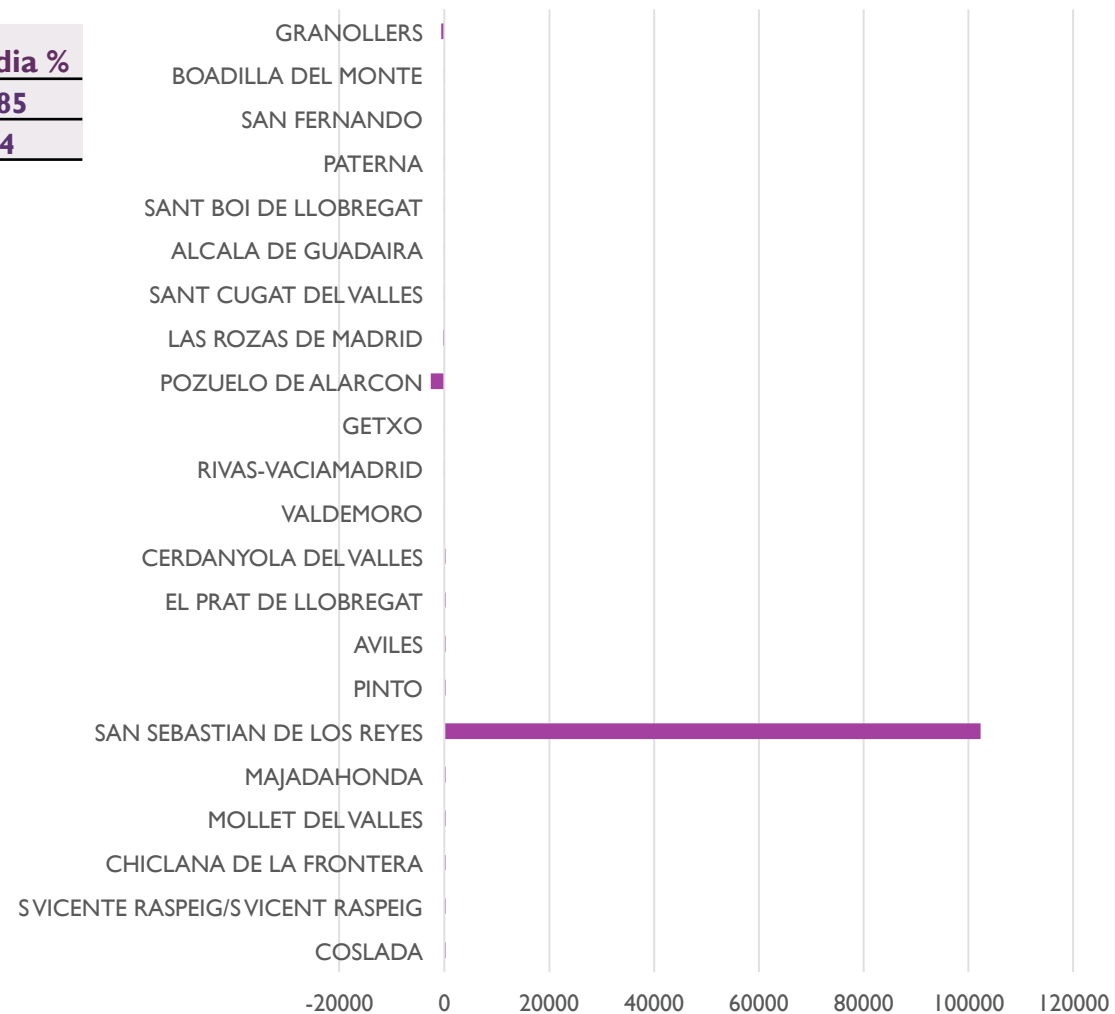 dia %
85
4
GRANOLLERS
BOADILLA DEL MONTE
SAN FERNANDO
PATERNA
SANT BOI DE LLOBREGAT
ALCALA DE GUADAIRA
SANT CUGAT DEL VALLES
LAS ROZAS DE MADRID
POZUELO DE ALARCON
GETXO
RIVAS-VACIAMADRID
VALDEMORO
CERDANYOLA DEL VALLES
EL PRAT DE LLOBREGAT
AVILES
PINTO
SAN SEBASTIAN DE LOS REYES
MAJADAHONDA
MOLLET DEL VALLES
CHICLANA DE LA FRONTERA
S VICENTE RASPEIG/S VICENT RASPEIG
COSLADA
-20000 0 20000 40000 60000 80000 100000 120000